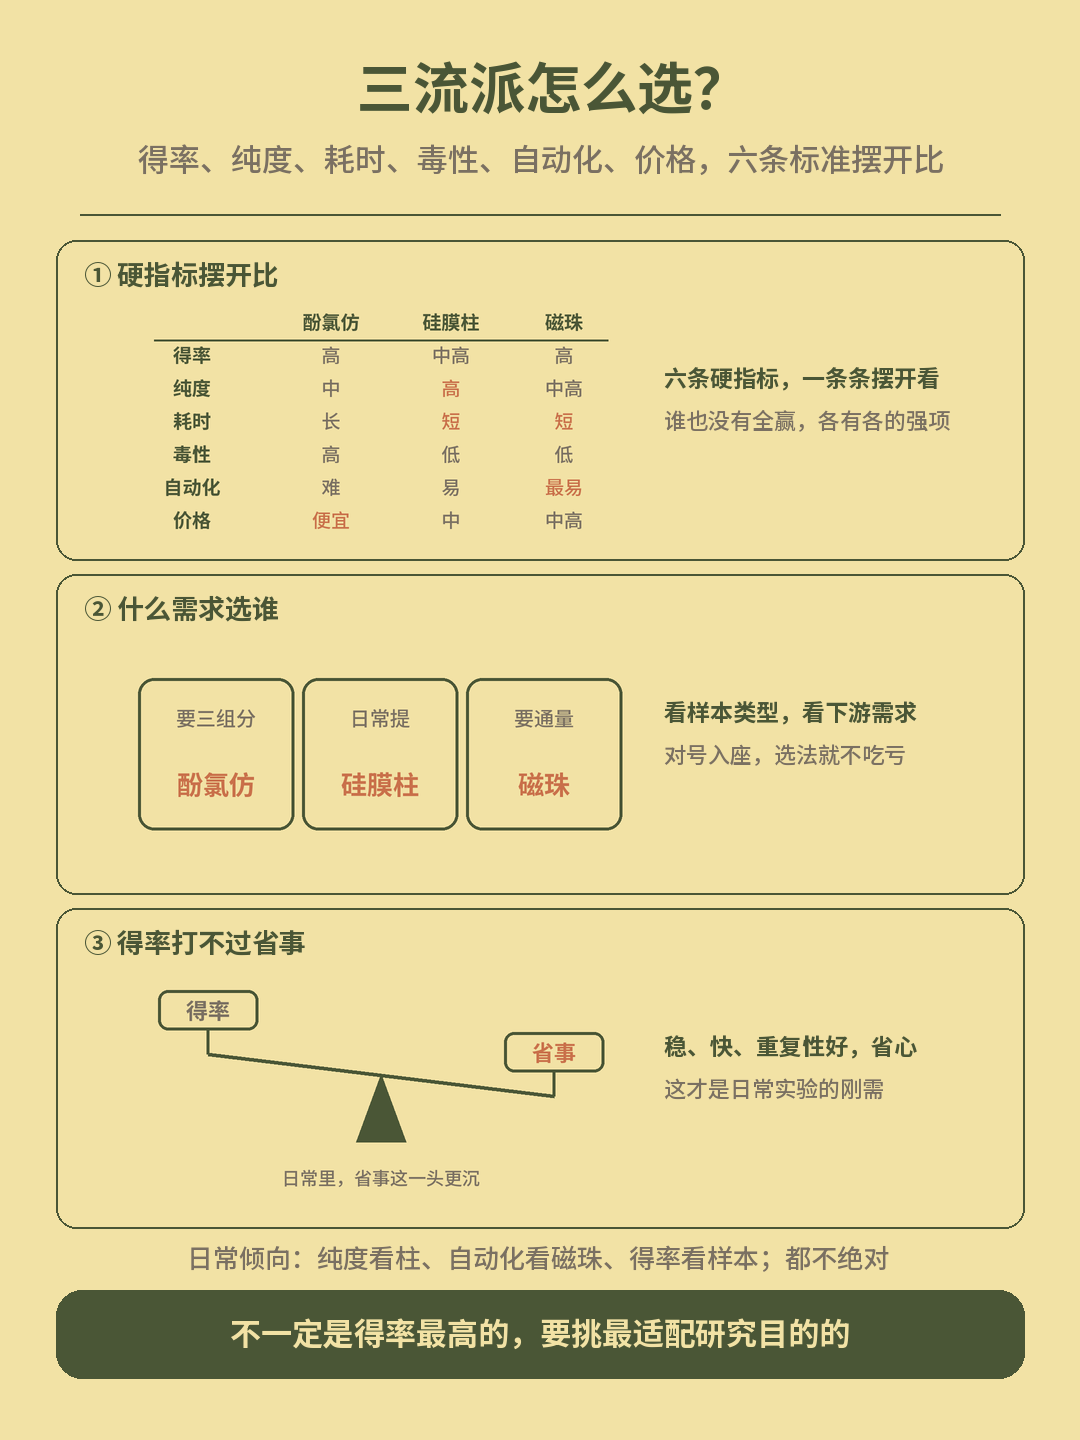 三流派怎么选？
得率、纯度、耗时、毒性、自动化、价格，六条标准摆开比
① 硬指标摆开比
酚氯仿 硅膜柱 磁珠
得率 高 中高 高
纯度 中 高 中高
耗时 长 短 短
毒性 高 低 低
自动化 难 易 最易
价格 便宜 中 中高
六条硬指标，一条条摆开看
谁也没有全赢，各有各的强项
② 什么需求选谁
要三组分
酚氯仿
日常提
硅膜柱
要通量
磁珠
看样本类型，看下游需求
对号入座，选法就不吃亏
③ 得率打不过省事
得率
省事
日常里，省事这一头更沉
稳、快、重复性好，省心
这才是日常实验的刚需
日常倾向：纯度看柱、自动化看磁珠、得率看样本；都不绝对
不一定是得率最高的，要挑最适配研究目的的